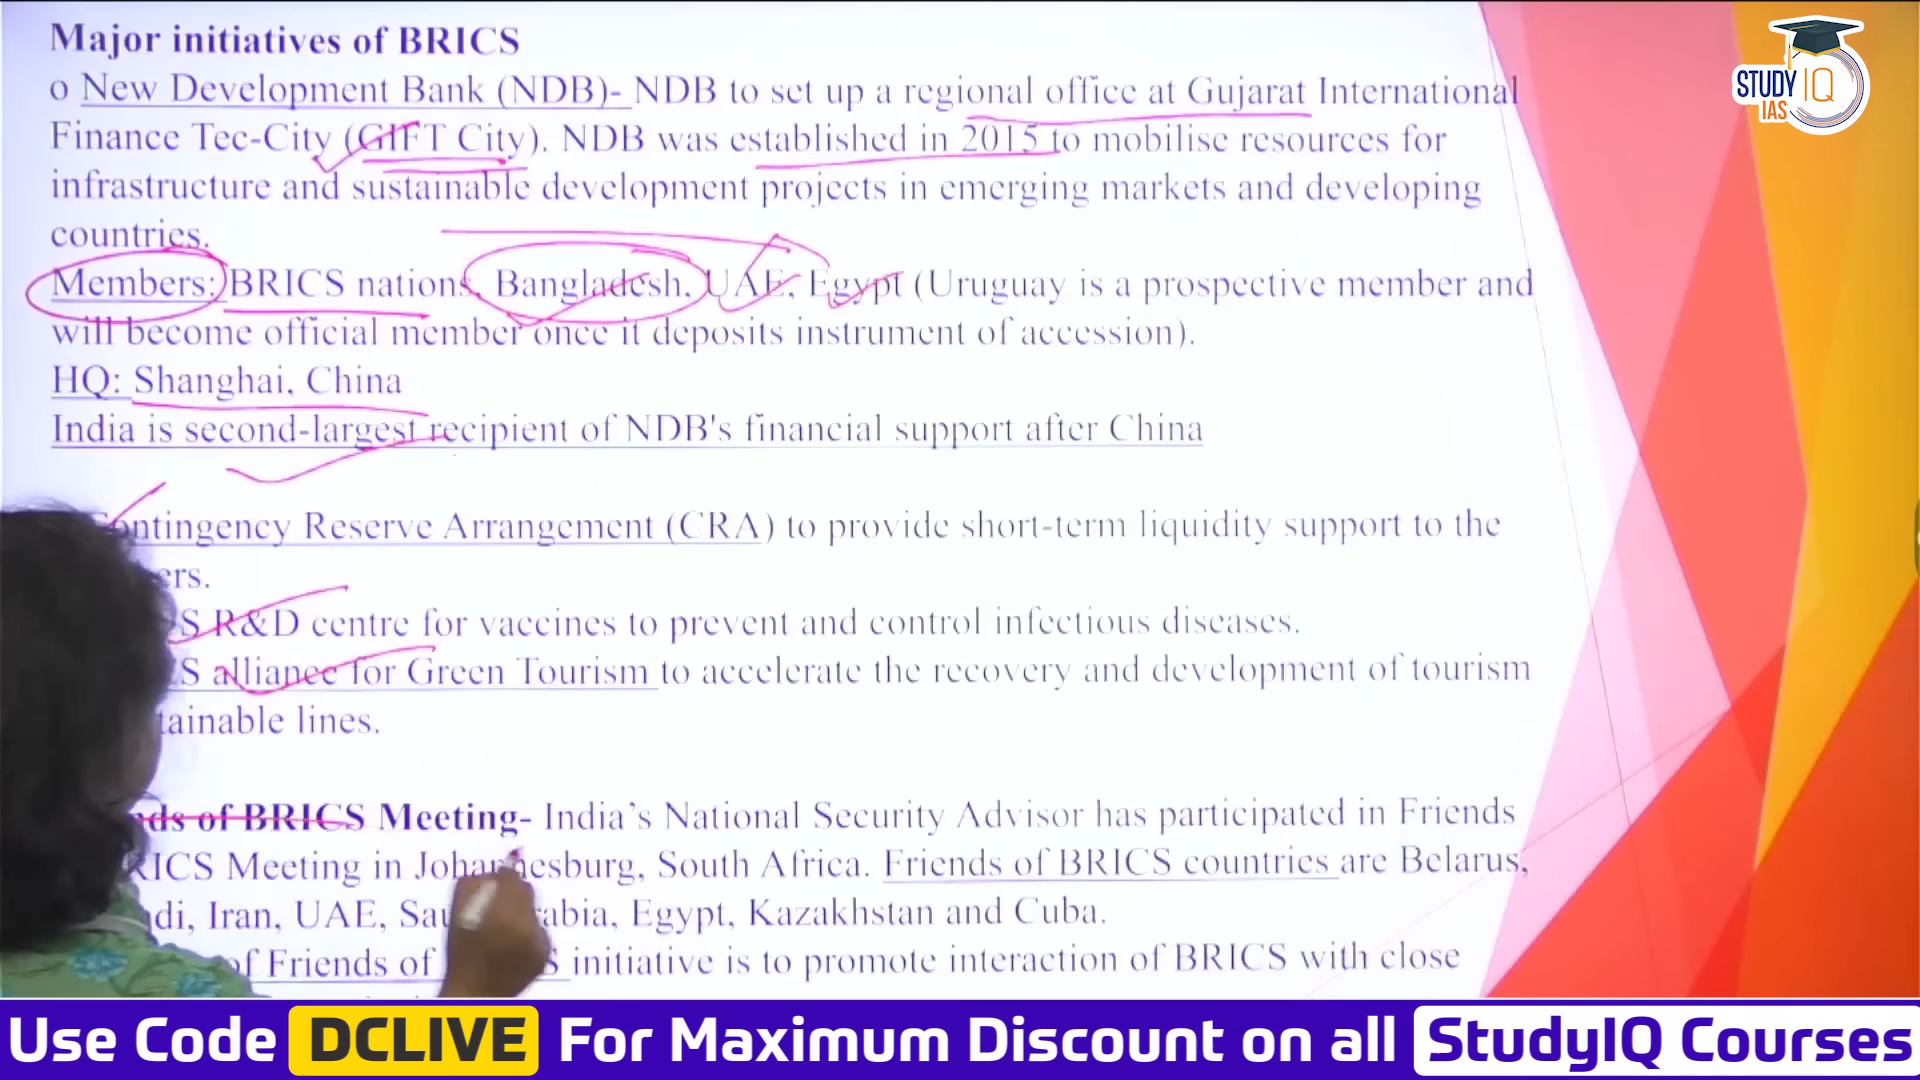 Major initiatives of BRICS
o New Development Bank (NDB)- NDB to set up a regional office at Gujarat International
Finance Tec-City (GIFT City). NDB was established in 2015 to mobilise resources for
infrastructure and sustainable development projects in emerging markets and developing
countries.
Members: BRICS nations, Bangladesh, UAE, Egypt (Uruguay is a prospective member and
will become official member once it deposits instrument of accession).
HQ: Shanghai, China
India is second-largest recipient of NDB's financial support after China
Contingency Reserve Arrangement (CRA) to provide short-term liquidity support to the
ers.
S R&D centre for vaccines to prevent and control infectious diseases.
S alliance for Green Tourism to accelerate the recovery and development of tourism
tainable lines.
ds of BRICS Meeting- India's National Security Advisor has participated in Friends
RICS Meeting in Johannesburg, South Africa. Friends of BRICS countries are Belarus,
di, Iran, UAE, Sau abia, Egypt, Kazakhstan and Cuba.
of Friends of S initiative is to promote interaction of BRICS with close
STUDY IQ
IAS
Use Code DCLIVE For Maximum Discount on all StudyIQ Courses